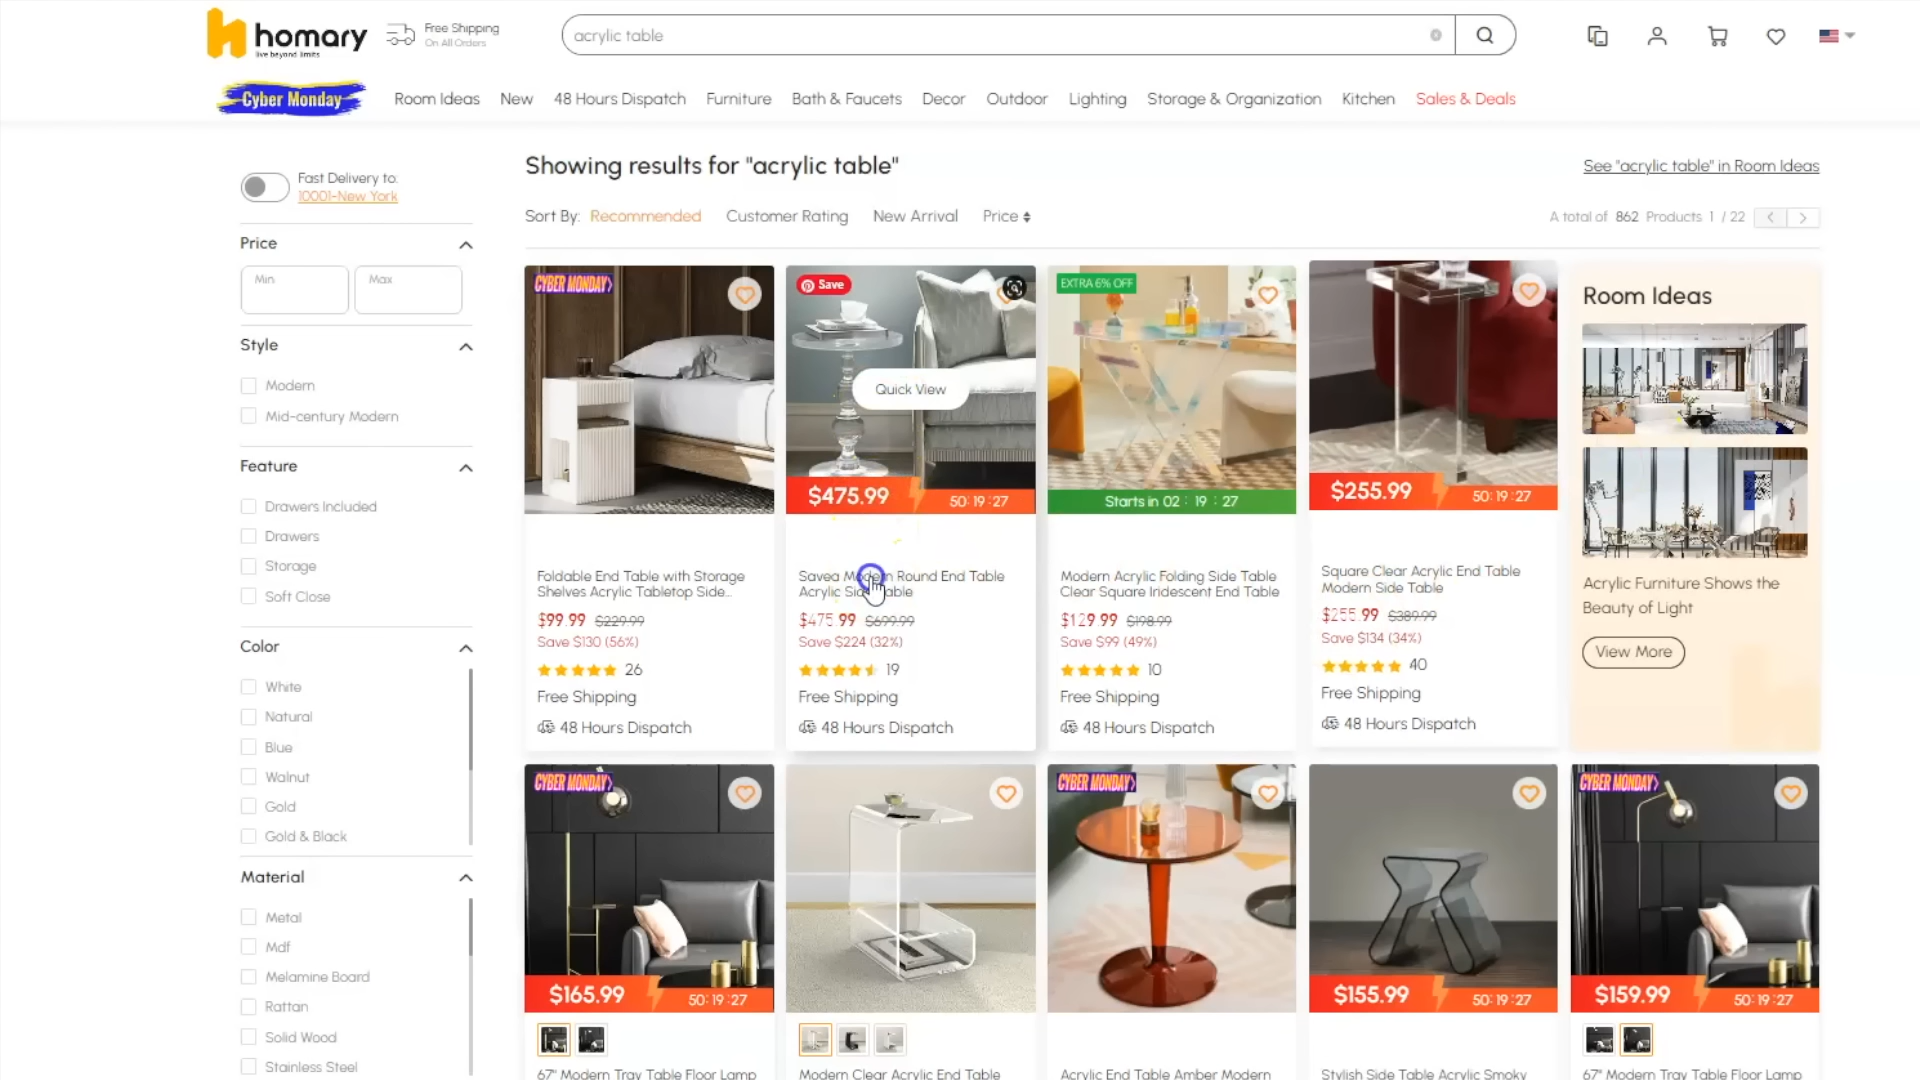 homary
live beyond limits
Free Shipping
On All Orders
acrylic table
Cyber Monday
Room Ideas
New
48 Hours Dispatch
Furniture
Bath & Faucets
Decor
Outdoor
Lighting
Storage & Organization
Kitchen
Sales & Deals
Fast Delivery to:
10001-New York
Price
Min
Max
Style
Modern
Mid-century Modern
Feature
Drawers Included
Drawers
Storage
Soft Close
Color
White
Natural
Blue
Walnut
Gold
Gold & Black
Material
Metal
Mdf
Melamine Board
Rattan
Solid Wood
Stainless Steel
Showing results for "acrylic table"
See "acrylic table" in Room Ideas
Sort By: Recommended Customer Rating New Arrival Price
A total of 862 Products 1 / 22
CYBER MONDAY
Foldable End Table with Storage
Shelves Acrylic Tabletop Side...
$99.99 $229.99
Save $130 (56%)
26
Free Shipping
48 Hours Dispatch
Save
Quick View
$475.99 50:19:27
Savea Modern Round End Table
Acrylic Side Table
$475.99 $699.99
Save $224 (32%)
19
Free Shipping
48 Hours Dispatch
EXTRA 6% OFF
Starts in 02 : 19 : 27
Modern Acrylic Folding Side Table
Clear Square Iridescent End Table
$129.99 $198.99
Save $99 (49%)
10
Free Shipping
48 Hours Dispatch
$255.99 50:19:27
Square Clear Acrylic End Table
Modern Side Table
$255.99 $389.99
Save $134 (34%)
40
Free Shipping
48 Hours Dispatch
Room Ideas
Acrylic Furniture Shows the
Beauty of Light
View More
CYBER MONDAY
$165.99 50:19:27
67" Modern Tray Table Floor Lamp
Modern Clear Acrylic End Table
CYBER MONDAY
Acrylic End Table Amber Modern
$155.99 50:19:27
Stylish Side Table Acrylic Smoky
CYBER MONDAY
$159.99 50:19:27
67" Modern Tray Table Floor Lamp